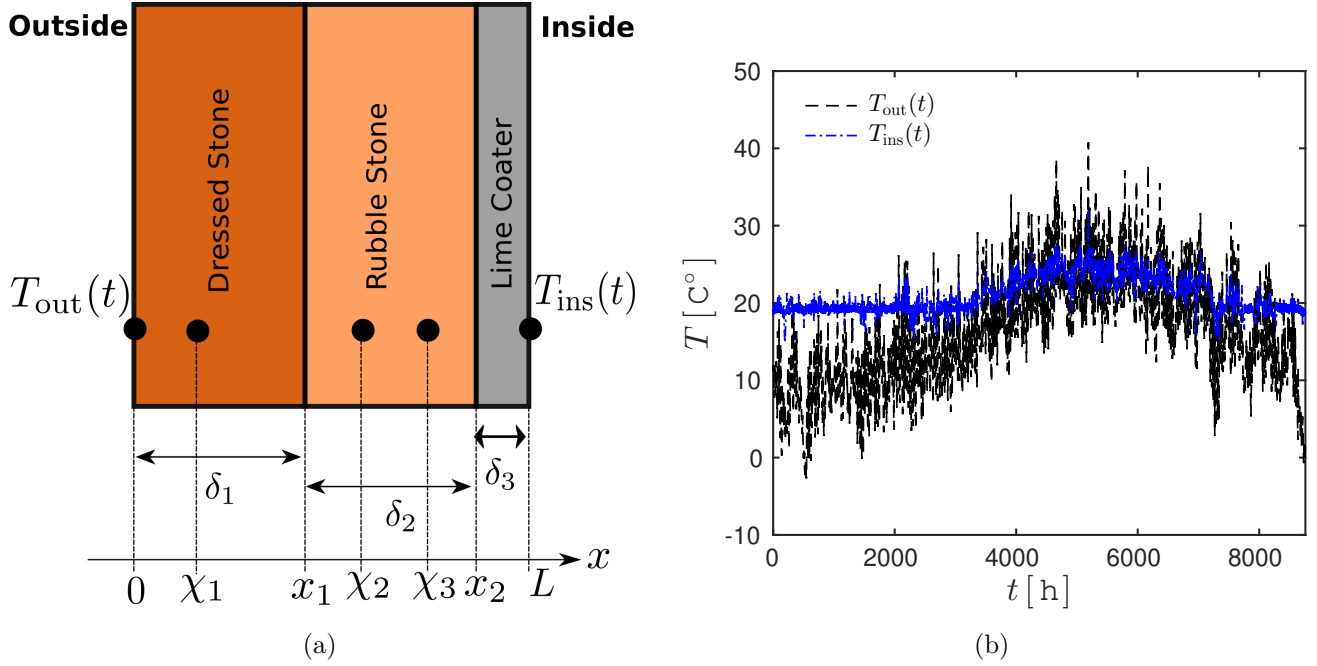 Outside
Inside
Dressed Stone
Rubble Stone
Lime Coater
T_out(t)
T_ins(t)
δ_1
δ_2
δ_3
0
χ_1
x_1
χ_2
χ_3
x_2
L
x
(a)
50
40
30
20
10
0
-10
T [C°]
T_out(t)
T_ins(t)
0
2000
4000
6000
8000
t [h]
(b)